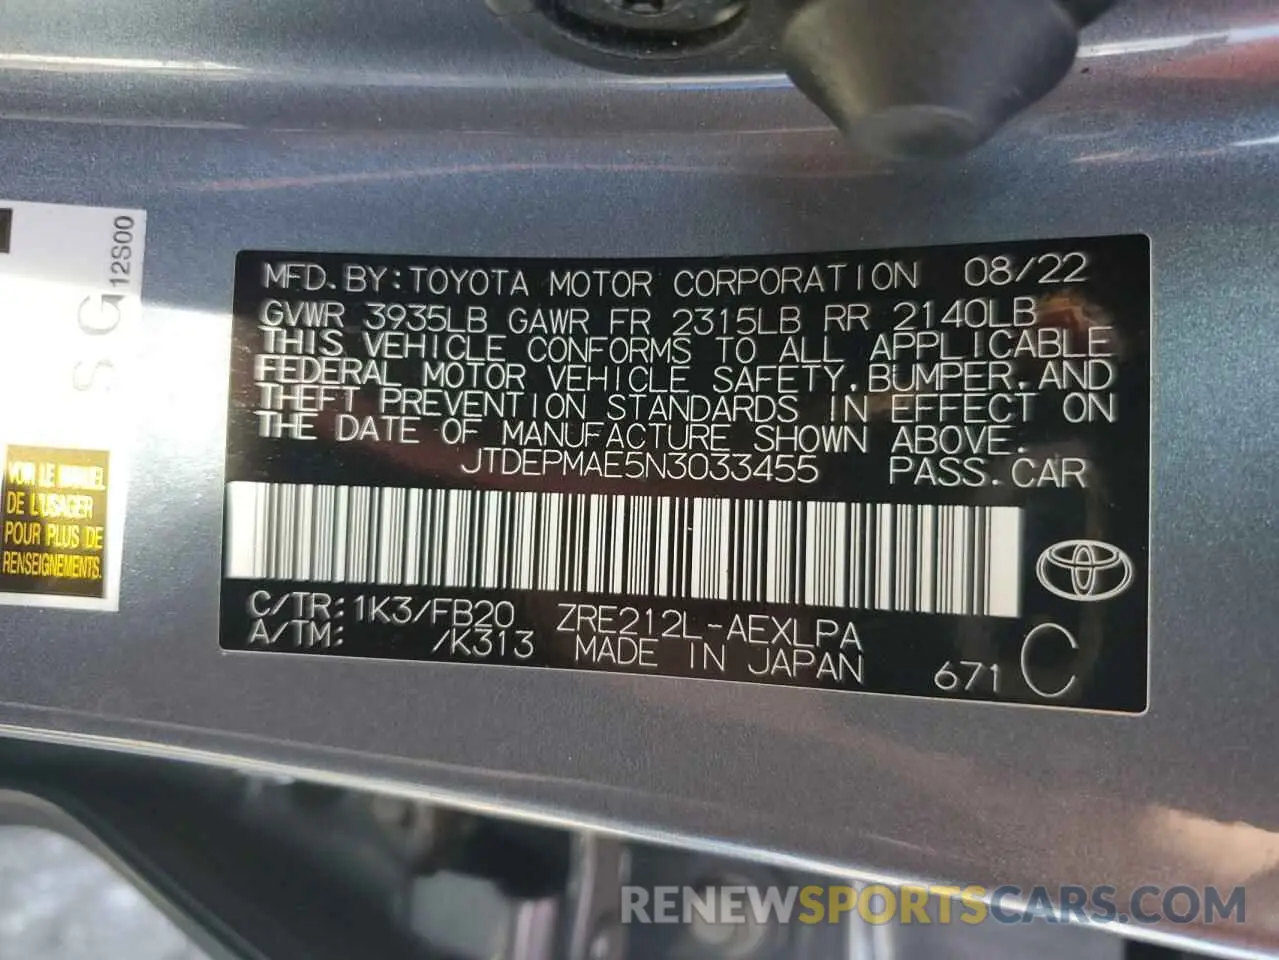 MFD.BY:TOYOTA MOTOR CORPORATION 08/22
GVWR 3935LB GAWR FR 2315LB RR 2140LB
THIS VEHICLE CONFORMS TO ALL APPLICABLE
FEDERAL MOTOR VEHICLE SAFETY,BUMPER,AND
THEFT PREVENTION STANDARDS IN EFFECT ON
THE DATE OF MANUFACTURE SHOWN ABOVE.
JTDEPMAE5N3033455 PASS.CAR
C/TR:1K3/FB20 ZRE212L-AEXLPA
A/TM: /K313 MADE IN JAPAN 671 C
12S00
SG
VOIR LE MANUEL
DE L'USAGER
POUR PLUS DE
RENSEIGNEMENTS.
RENEWSPORTSCARS.COM